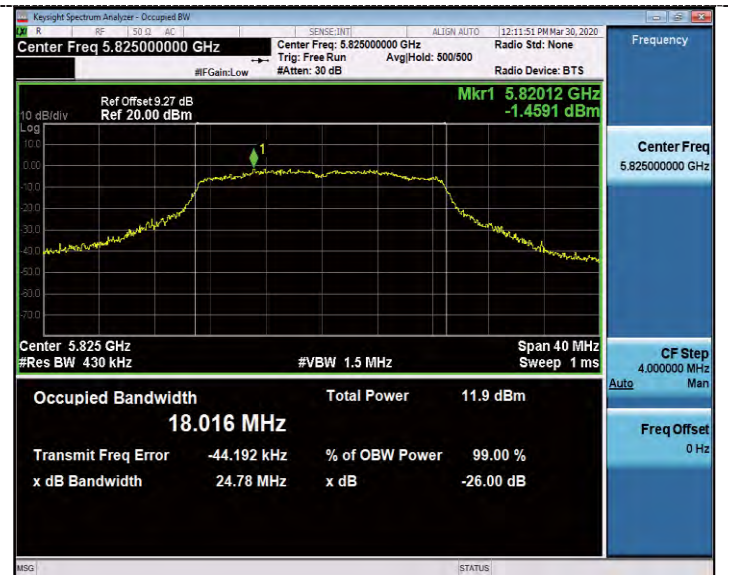 Keysight Spectrum Analyzer - Occupied BW
LXI R RF 50 Ω AC SENSE:INT ALIGN AUTO 12:11:51 PM Mar 30, 2020
Center Freq 5.825000000 GHz
Center Freq: 5.825000000 GHz
Radio Std: None
Trig: Free Run Avg|Hold: 500/500
#IFGain:Low
#Atten: 30 dB
Radio Device: BTS
Frequency
Ref Offset 9.27 dB
Mkr1 5.82012 GHz
10 dB/div Ref 20.00 dBm
-1.4591 dBm
Log
10.0
0.00
-10.0
-20.0
-30.0
-40.0
-50.0
-60.0
-70.0
1
Center 5.825 GHz
Span 40 MHz
#Res BW 430 kHz
#VBW 1.5 MHz
Sweep 1 ms
Occupied Bandwidth
Total Power 11.9 dBm
18.016 MHz
Transmit Freq Error -44.192 kHz
% of OBW Power 99.00 %
x dB Bandwidth 24.78 MHz
x dB -26.00 dB
Center Freq
5.825000000 GHz
CF Step
4.000000 MHz
Auto Man
Freq Offset
0 Hz
MSG STATUS